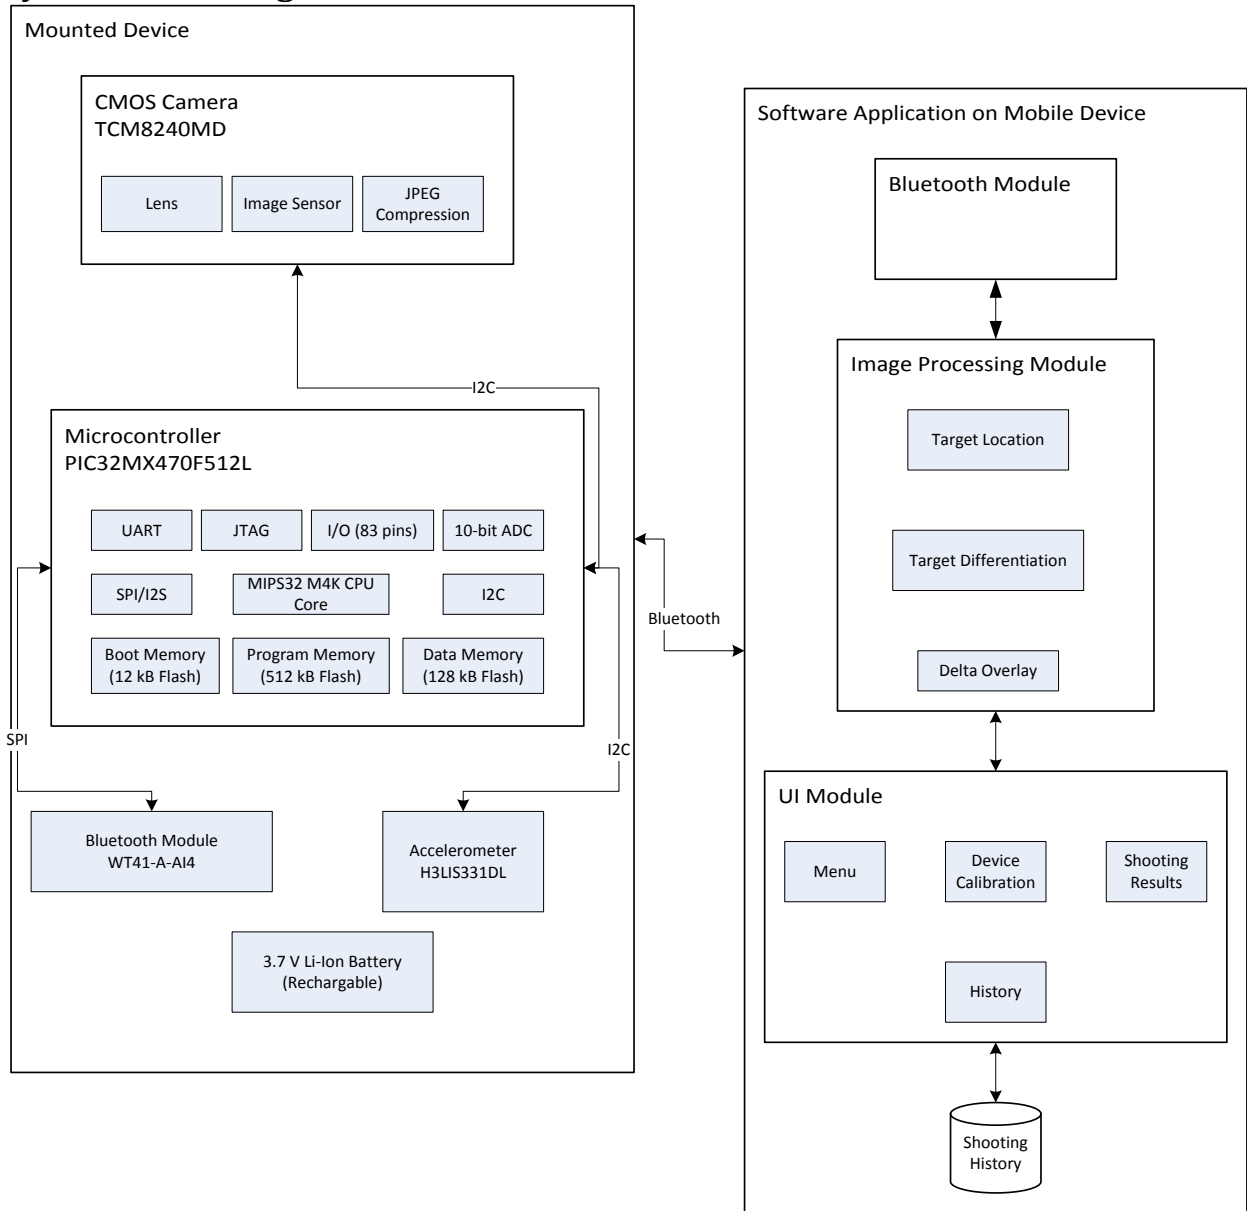 Mounted Device
CMOS Camera
TCM8240MD
Lens
Image Sensor
JPEG
Compression
I2C
Microcontroller
PIC32MX470F512L
UART
JTAG
I/O (83 pins)
10-bit ADC
SPI/I2S
MIPS32 M4K CPU
Core
I2C
Boot Memory
(12 kB Flash)
Program Memory
(512 kB Flash)
Data Memory
(128 kB Flash)
SPI
I2C
Bluetooth Module
WT41-A-AI4
Accelerometer
H3LIS331DL
3.7 V Li-Ion Battery
(Rechargable)
Bluetooth
Software Application on Mobile Device
Bluetooth Module
Image Processing Module
Target Location
Target Differentiation
Delta Overlay
UI Module
Menu
Device
Calibration
Shooting
Results
History
Shooting
History